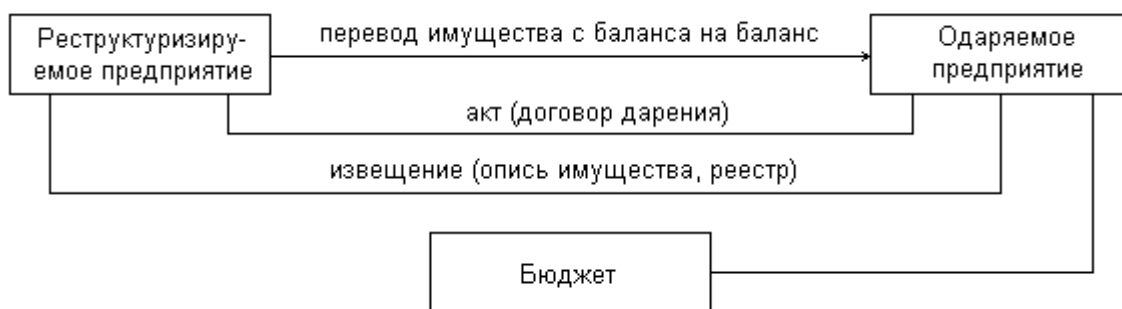 Реструктуризиру-
емое предприятие
перевод имущества с баланса на баланс
Одаряемое
предприятие
акт (договор дарения)
извещение (опись имущества, реестр)
Бюджет